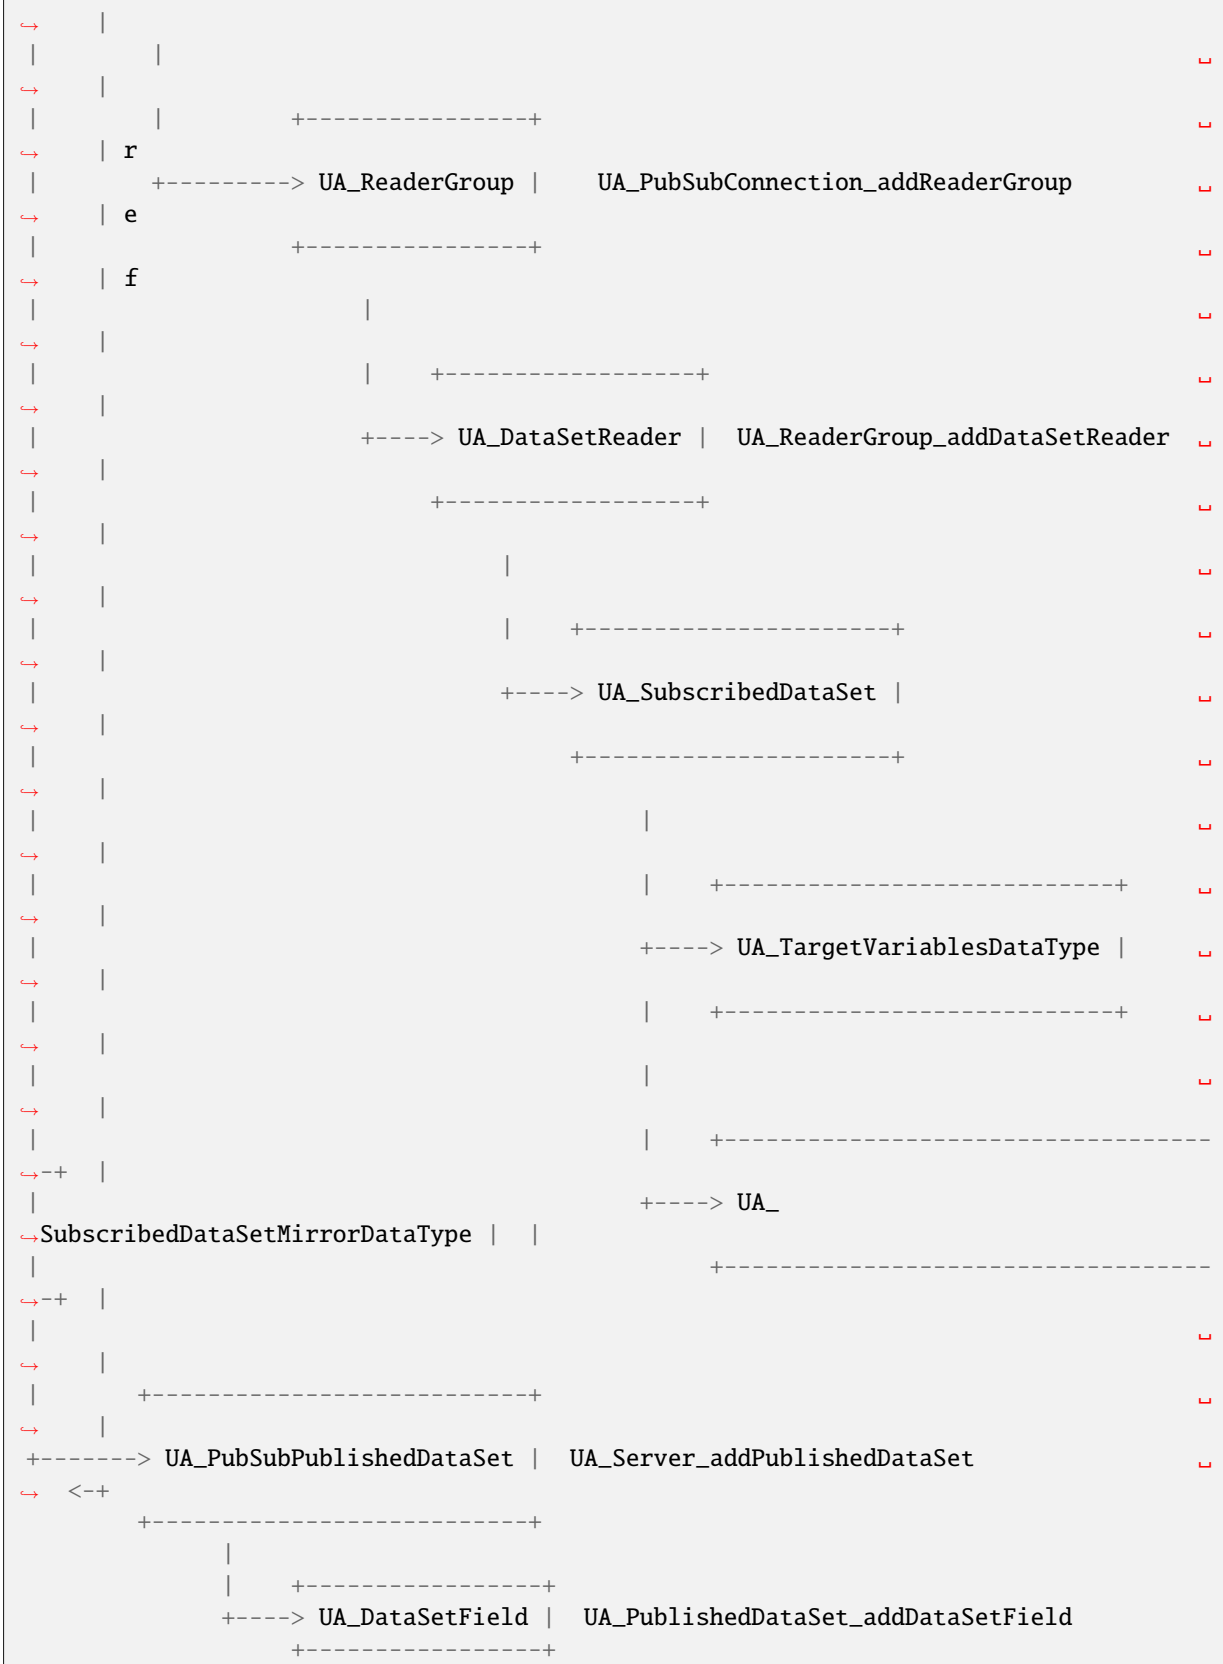 ↪     |
|        |                                                                          ␣
↪     |
|        |         +----------------+                                               ␣
↪     | r
|        +---------> UA_ReaderGroup |    UA_PubSubConnection_addReaderGroup         ␣
↪     | e
|                  +----------------+                                               ␣
↪     | f
|                       |                                                           ␣
↪     |
|                       |    +------------------+                                   ␣
↪     |
|                       +----> UA_DataSetReader |  UA_ReaderGroup_addDataSetReader  ␣
↪     |
|                            +------------------+                                   ␣
↪     |
|                                 |                                                 ␣
↪     |
|                                 |    +----------------------+                     ␣
↪     |
|                                 +----> UA_SubscribedDataSet |                     ␣
↪     |
|                                      +----------------------+                     ␣
↪     |
|                                           |                                       ␣
↪     |
|                                           |    +----------------------------+     ␣
↪     |
|                                           +----> UA_TargetVariablesDataType |     ␣
↪     |
|                                           |    +----------------------------+     ␣
↪     |
|                                           |                                       ␣
↪     |
|                                           |    +-----------------------------------
↪-+  |
|                                           +----> UA_
↪SubscribedDataSetMirrorDataType |  |
|                                                +-----------------------------------
↪-+  |
|                                                                                   ␣
↪     |
|       +---------------------------+                                               ␣
↪     |
+-------> UA_PubSubPublishedDataSet |  UA_Server_addPublishedDataSet                ␣
↪  <-+
        +---------------------------+
              |
              |    +-----------------+
              +----> UA_DataSetField |  UA_PublishedDataSet_addDataSetField
                   +-----------------+